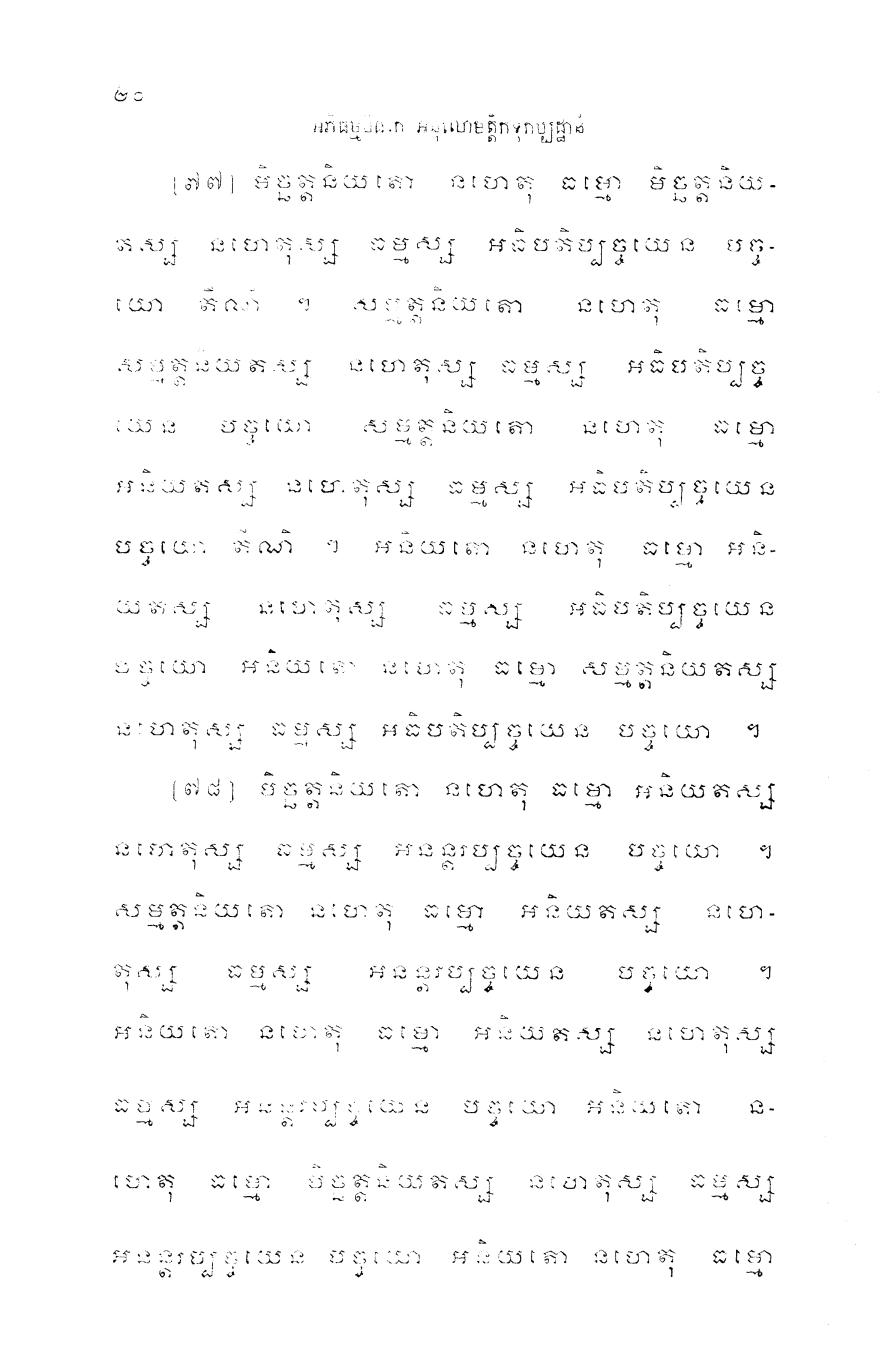 ២០
អភិធម្មបិដក អនុលោមត្តិកទុកប្បដ្ឋានំ
[៧៧] មិច្ឆត្តនិយតោ នហេតុ ធម្មោ មិច្ឆត្តនិយ-
តស្ស នហេតុស្ស ធម្មស្ស អធិបតិប្បច្ចយេន បច្ច-
យោ តីណិ ។ សម្មត្តនិយតោ នហេតុ ធម្មោ
សម្មត្តនិយតស្ស នហេតុស្ស ធម្មស្ស អធិបតិប្បច្ច
យេន បច្ចយោ សម្មត្តនិយតោ នហេតុ ធម្មោ
អនិយតស្ស នហេតុស្ស ធម្មស្ស អធិបតិប្បច្ចយេន
បច្ចយោ តីណិ ។ អនិយតោ នហេតុ ធម្មោ អនិ-
យតស្ស នហេតុស្ស ធម្មស្ស អធិបតិប្បច្ចយេន
បច្ចយោ អនិយតោ នហេតុ ធម្មោ សម្មត្តនិយតស្ស
នហេតុស្ស ធម្មស្ស អធិបតិប្បច្ចយេន បច្ចយោ ។
[៧៨] មិច្ឆត្តនិយតោ នហេតុ ធម្មោ អនិយតស្ស
នហេតុស្ស ធម្មស្ស អនន្តរប្បច្ចយេន បច្ចយោ ។
សម្មត្តនិយតោ នហេតុ ធម្មោ អនិយតស្ស នហេ-
តុស្ស ធម្មស្ស អនន្តរប្បច្ចយេន បច្ចយោ ។
អនិយតោ នហេតុ ធម្មោ អនិយតស្ស នហេតុស្ស
ធម្មស្ស អនន្តរប្បច្ចយេន បច្ចយោ អនិយតោ ន-
ហេតុ ធម្មោ មិច្ឆត្តនិយតស្ស នហេតុស្ស ធម្មស្ស
អនន្តរប្បច្ចយេន បច្ចយោ អនិយតោ នហេតុ ធម្មោ